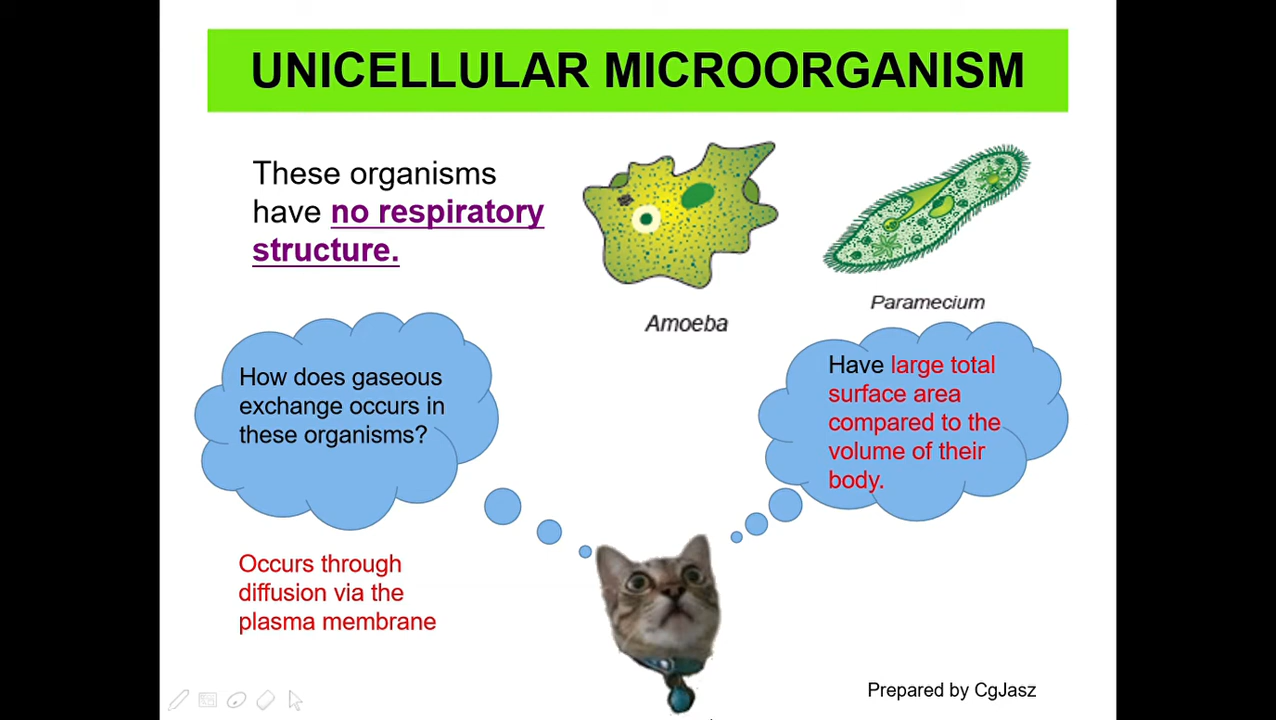 UNICELLULAR MICROORGANISM
These organisms
have no respiratory
structure.
Amoeba
Paramecium
How does gaseous
exchange occurs in
these organisms?
Have large total
surface area
compared to the
volume of their
body.
Occurs through
diffusion via the
plasma membrane
Prepared by CgJasz